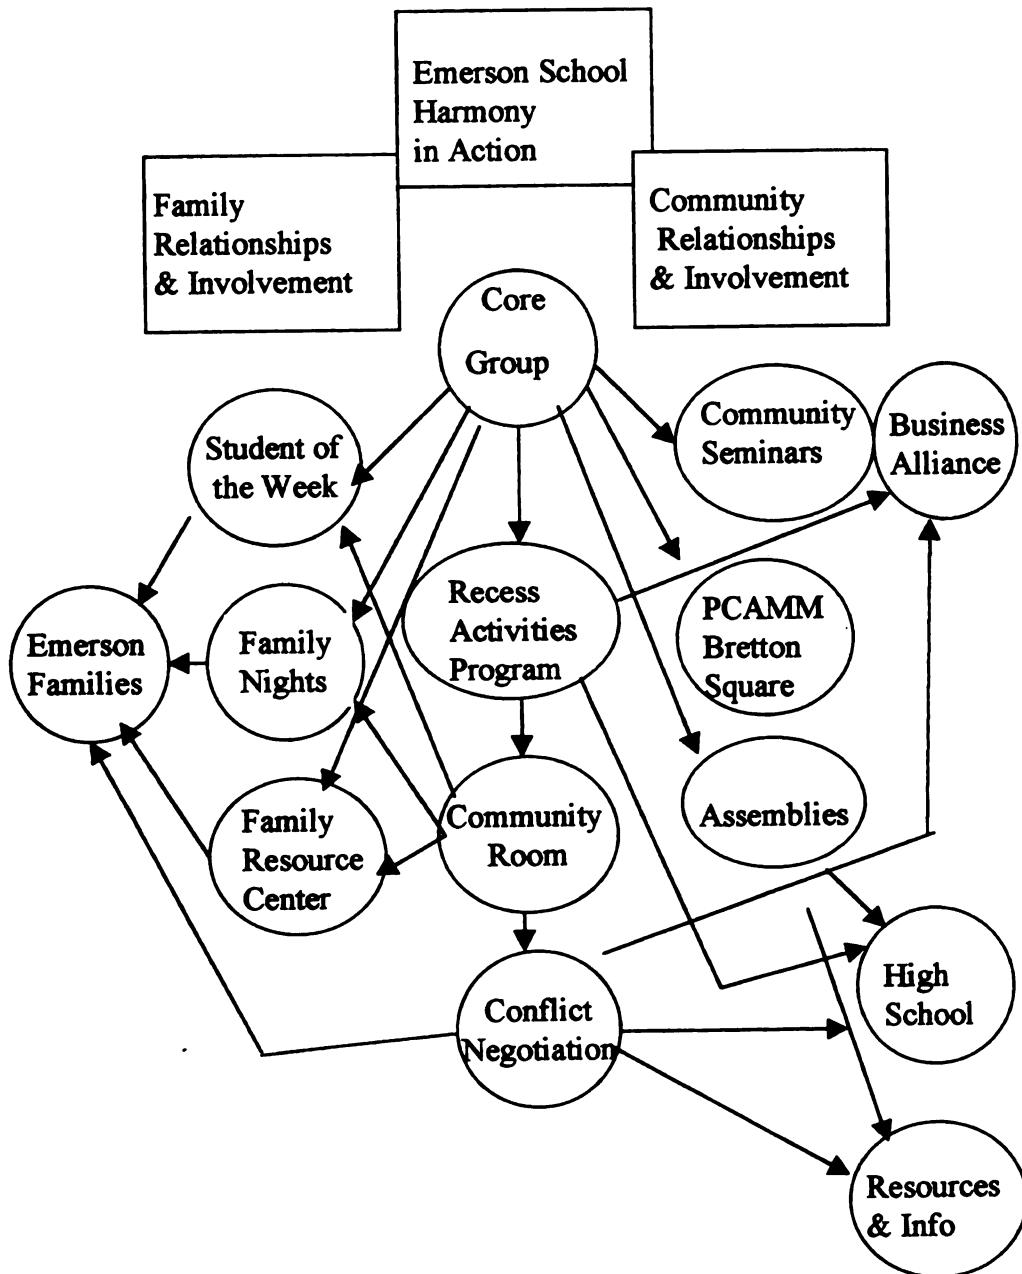 Emerson School
Harmony
in Action
Family
Relationships
& Involvement
Community
Relationships
& Involvement
Core
Group
Student of
the Week
Community
Seminars
Business
Alliance
Emerson
Families
Family
Nights
Recess
Activities
Program
PCAMM
Bretton
Square
Family
Resource
Center
Community
Room
Assemblies
Conflict
Negotiation
High
School
Resources
& Info